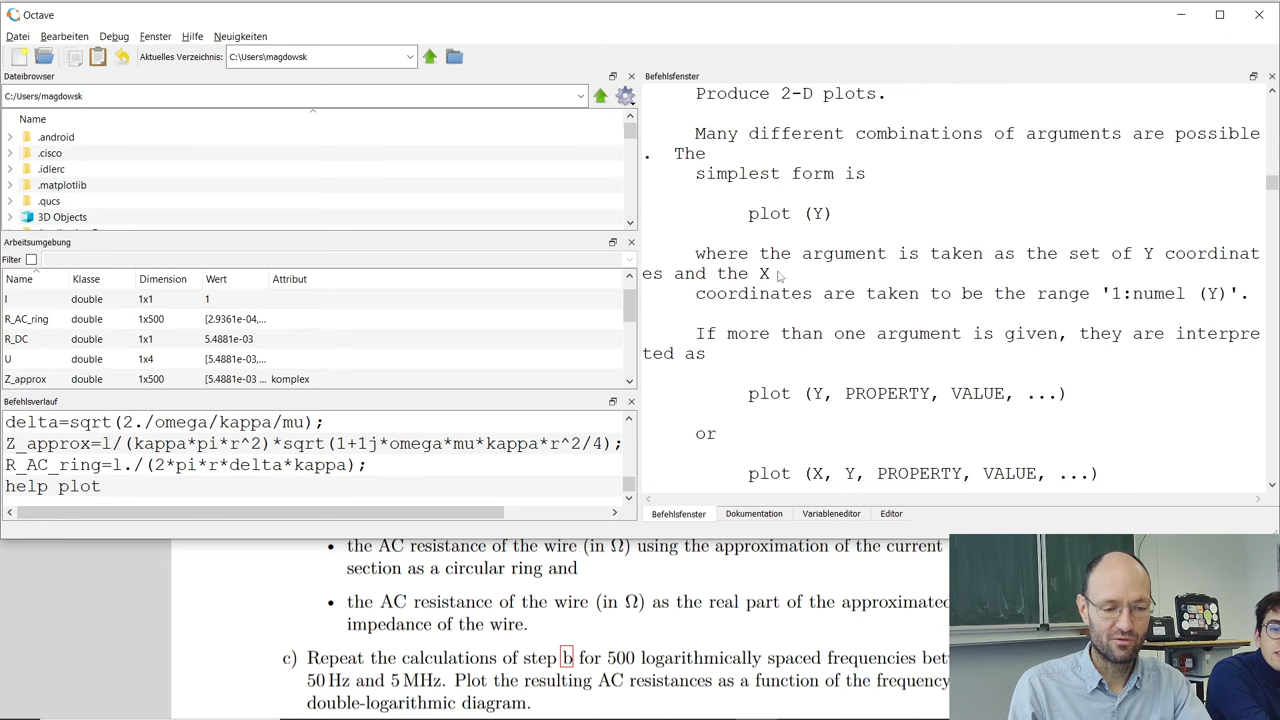 Octave
Datei Bearbeiten Debug Fenster Hilfe Neuigkeiten
Aktuelles Verzeichnis: C:\Users\magdowsk
Dateibrowser
C:/Users/magdowsk
Name
.android
.cisco
.idlerc
.matplotlib
.qucs
3D Objects
Arbeitsumgebung
Filter
Name Klasse Dimension Wert Attribut
I double 1x1 1
R_AC_ring double 1x500 [2.9361e-04,...
R_DC double 1x1 5.4881e-03
U double 1x4 [5.4881e-03,...
Z_approx double 1x500 [5.4881e-03 ... komplex
Befehlsverlauf
delta=sqrt(2./omega/kappa/mu);
Z_approx=l/(kappa*pi*r^2)*sqrt(1+1j*omega*mu*kappa*r^2/4);
R_AC_ring=l./(2*pi*r*delta*kappa);
help plot
Befehlsfenster
Produce 2-D plots.
Many different combinations of arguments are possible
. The
simplest form is
plot (Y)
where the argument is taken as the set of Y coordinat
es and the X
coordinates are taken to be the range '1:numel (Y)'.
If more than one argument is given, they are interpre
ted as
plot (Y, PROPERTY, VALUE, ...)
or
plot (X, Y, PROPERTY, VALUE, ...)
Befehlsfenster Dokumentation Variableneditor Editor
• the AC resistance of the wire (in Ω) using the approximation of the current
section as a circular ring and
• the AC resistance of the wire (in Ω) as the real part of the approximated
impedance of the wire.
c) Repeat the calculations of step b for 500 logarithmically spaced frequencies bet
50 Hz and 5 MHz. Plot the resulting AC resistances as a function of the frequency
double-logarithmic diagram.